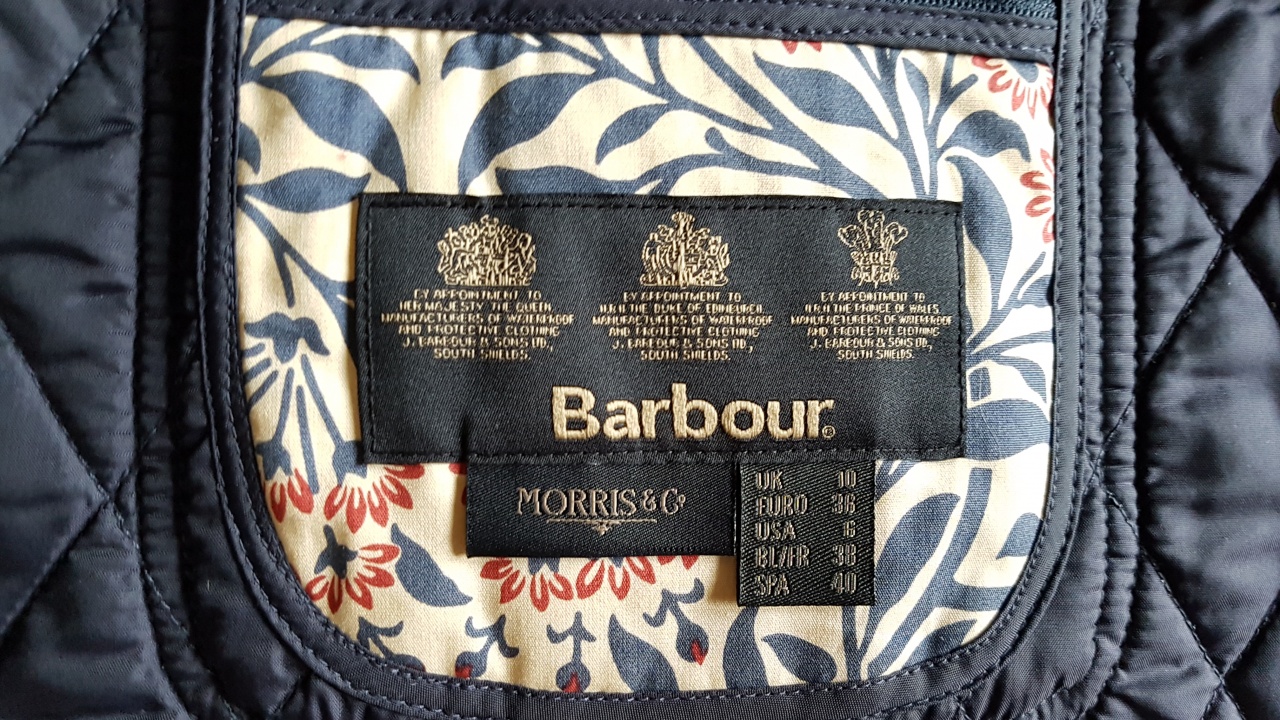 BY APPOINTMENT TO
HER MAJESTY THE QUEEN
MANUFACTURERS OF WATERPROOF
AND PROTECTIVE CLOTHING
J. BARBOUR & SONS LTD,
SOUTH SHIELDS.
BY APPOINTMENT TO
H.R.H. THE DUKE OF EDINBURGH.
MANUFACTURERS OF WATERPROOF
AND PROTECTIVE CLOTHING
J. BARBOUR & SONS LTD,
SOUTH SHIELDS
BY APPOINTMENT TO
H.R.H THE PRINCE OF WALES.
MANUFACTURERS OF WATERPROOF
AND PROTECTIVE CLOTHING
J. BARBOUR & SONS LTD,
SOUTH SHIELDS.
Barbour®
MORRIS & Co
UK 10
EURO 36
USA 6
BL/FR 38
SPA 40